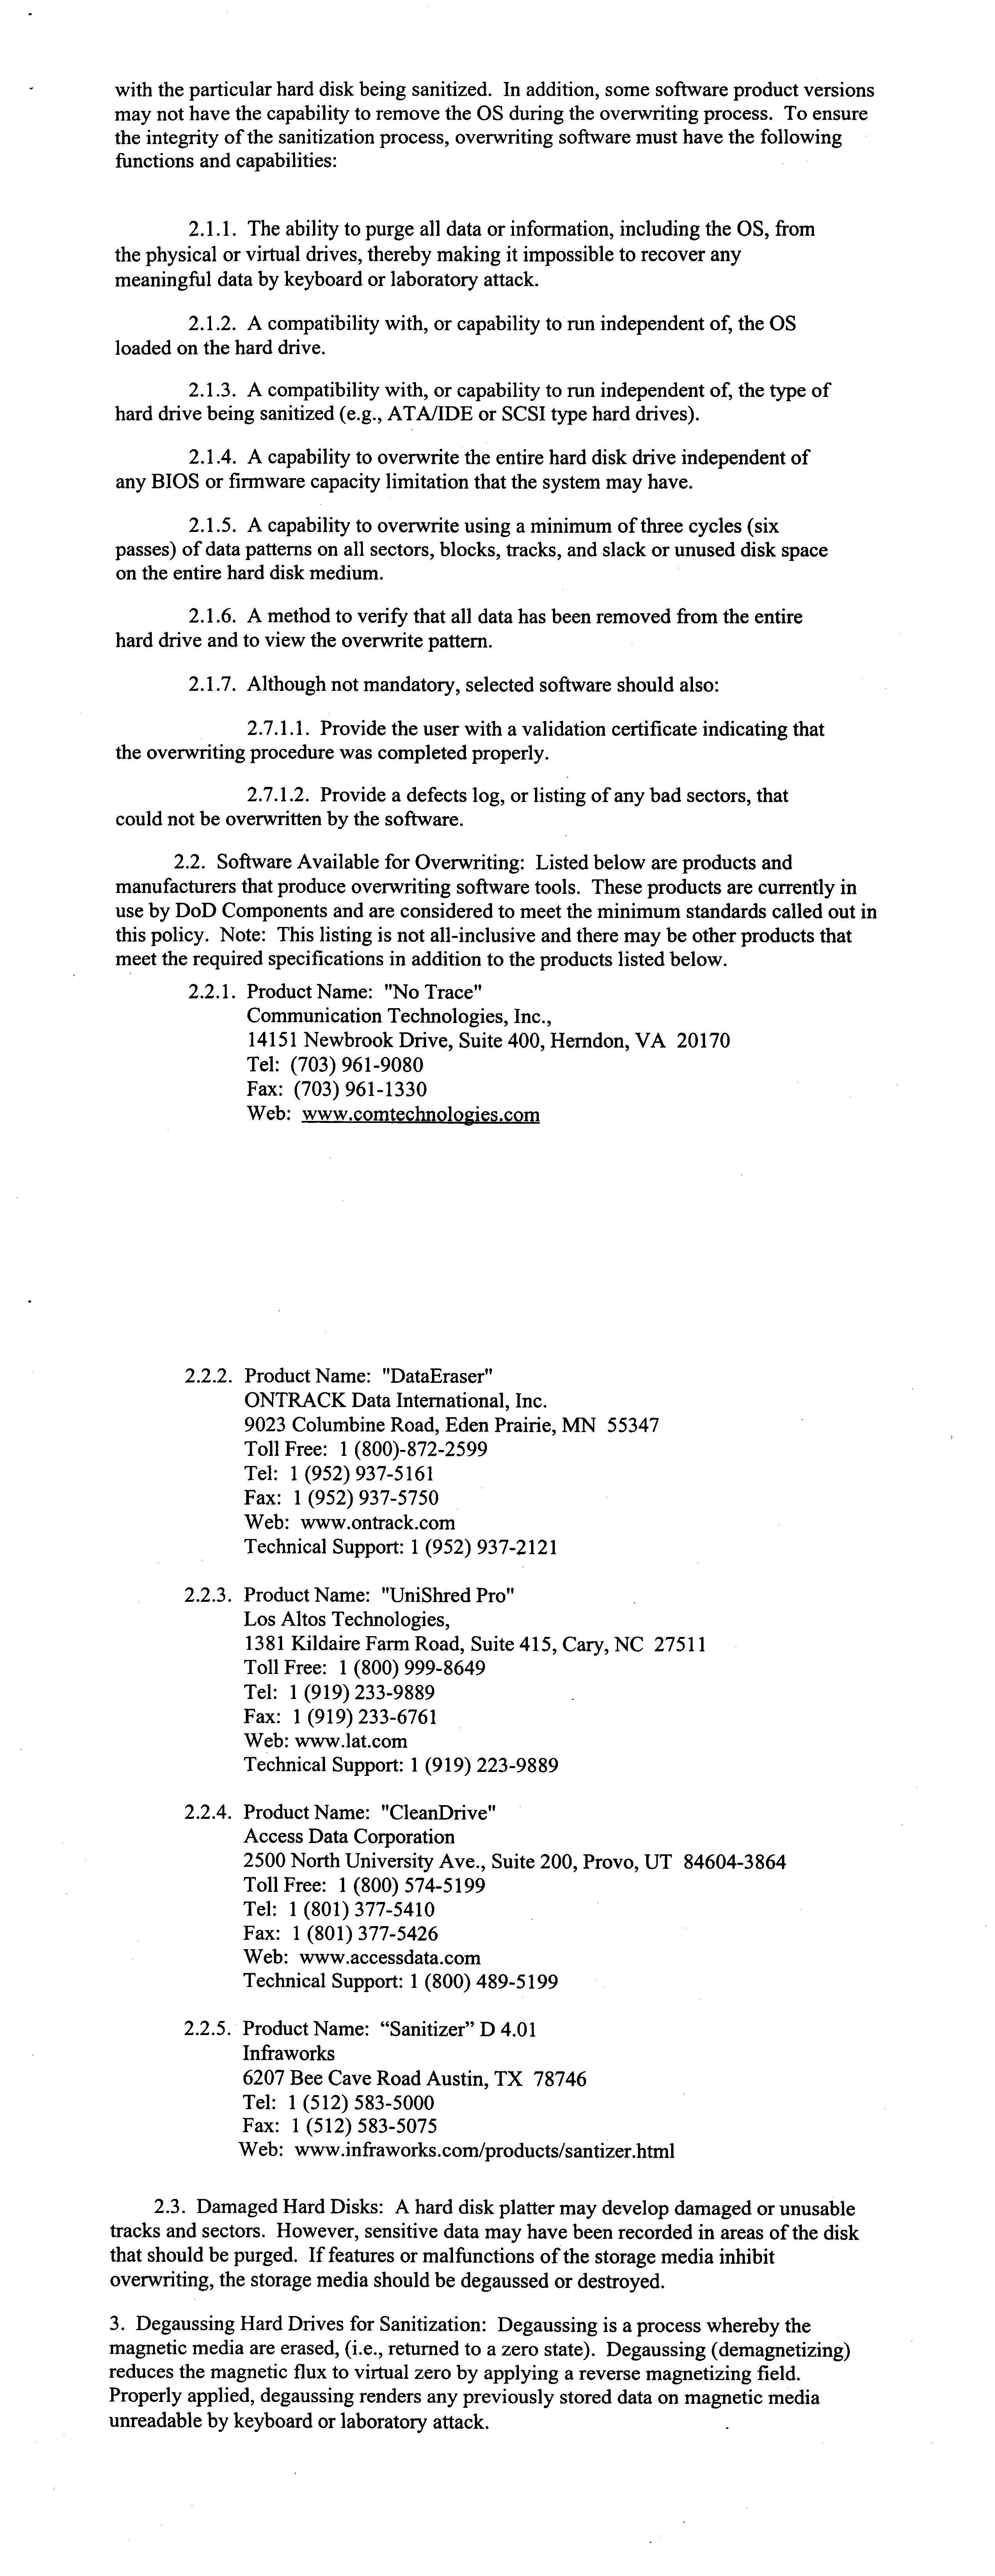 with the particular hard disk being sanitized.  In addition, some software product versions
may not have the capability to remove the OS during the overwriting process.  To ensure
the integrity of the sanitization process, overwriting software must have the following
functions and capabilities:
2.1.1.  The ability to purge all data or information, including the OS, from
the physical or virtual drives, thereby making it impossible to recover any
meaningful data by keyboard or laboratory attack.
2.1.2.  A compatibility with, or capability to run independent of, the OS
loaded on the hard drive.
2.1.3.  A compatibility with, or capability to run independent of, the type of
hard drive being sanitized (e.g., ATA/IDE or SCSI type hard drives).
2.1.4.  A capability to overwrite the entire hard disk drive independent of
any BIOS or firmware capacity limitation that the system may have.
2.1.5.  A capability to overwrite using a minimum of three cycles (six
passes) of data patterns on all sectors, blocks, tracks, and slack or unused disk space
on the entire hard disk medium.
2.1.6.  A method to verify that all data has been removed from the entire
hard drive and to view the overwrite pattern.
2.1.7.  Although not mandatory, selected software should also:
2.7.1.1.  Provide the user with a validation certificate indicating that
the overwriting procedure was completed properly.
2.7.1.2.  Provide a defects log, or listing of any bad sectors, that
could not be overwritten by the software.
2.2.  Software Available for Overwriting:  Listed below are products and
manufacturers that produce overwriting software tools.  These products are currently in
use by DoD Components and are considered to meet the minimum standards called out in
this policy.  Note:  This listing is not all-inclusive and there may be other products that
meet the required specifications in addition to the products listed below.
2.2.1.  Product Name:  "No Trace"
Communication Technologies, Inc.,
14151 Newbrook Drive, Suite 400, Herndon, VA  20170
Tel:  (703) 961-9080
Fax:  (703) 961-1330
Web:  www.comtechnologies.com
2.2.2.  Product Name:  "DataEraser"
ONTRACK Data International, Inc.
9023 Columbine Road, Eden Prairie, MN  55347
Toll Free:  1 (800)-872-2599
Tel:  1 (952) 937-5161
Fax:  1 (952) 937-5750
Web:  www.ontrack.com
Technical Support: 1 (952) 937-2121
2.2.3.  Product Name:  "UniShred Pro"
Los Altos Technologies,
1381 Kildaire Farm Road, Suite 415, Cary, NC  27511
Toll Free:  1 (800) 999-8649
Tel:  1 (919) 233-9889
Fax:  1 (919) 233-6761
Web: www.lat.com
Technical Support: 1 (919) 223-9889
2.2.4.  Product Name:  "CleanDrive"
Access Data Corporation
2500 North University Ave., Suite 200, Provo, UT  84604-3864
Toll Free:  1 (800) 574-5199
Tel:  1 (801) 377-5410
Fax:  1 (801) 377-5426
Web:  www.accessdata.com
Technical Support: 1 (800) 489-5199
2.2.5.  Product Name:  “Sanitizer” D 4.01
Infraworks
6207 Bee Cave Road Austin, TX  78746
Tel:  1 (512) 583-5000
Fax:  1 (512) 583-5075
Web:  www.infraworks.com/products/santizer.html
2.3.  Damaged Hard Disks:  A hard disk platter may develop damaged or unusable
tracks and sectors.  However, sensitive data may have been recorded in areas of the disk
that should be purged.  If features or malfunctions of the storage media inhibit
overwriting, the storage media should be degaussed or destroyed.
3.  Degaussing Hard Drives for Sanitization:  Degaussing is a process whereby the
magnetic media are erased, (i.e., returned to a zero state).  Degaussing (demagnetizing)
reduces the magnetic flux to virtual zero by applying a reverse magnetizing field.
Properly applied, degaussing renders any previously stored data on magnetic media
unreadable by keyboard or laboratory attack.